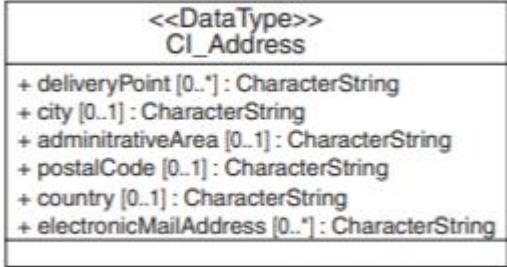 <<DataType>>
CI_Address
+ deliveryPoint [0..*] : CharacterString
+ city [0..1] : CharacterString
+ adminitrativeArea [0..1] : CharacterString
+ postalCode [0..1] : CharacterString
+ country [0..1] : CharacterString
+ electronicMailAddress [0..*] : CharacterString